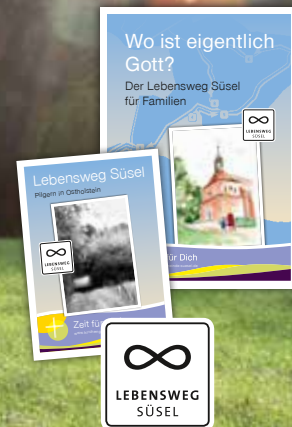 Wo ist eigentlich
Gott?
Der Lebensweg Süsel
für Familien
LEBENSWEG
SÜSEL
ür Dich
Lebensweg Süsel
Pilgern in Ostholstein
LEBENSWEG
SÜSEL
Zeit fü
LEBENSWEG
SÜSEL